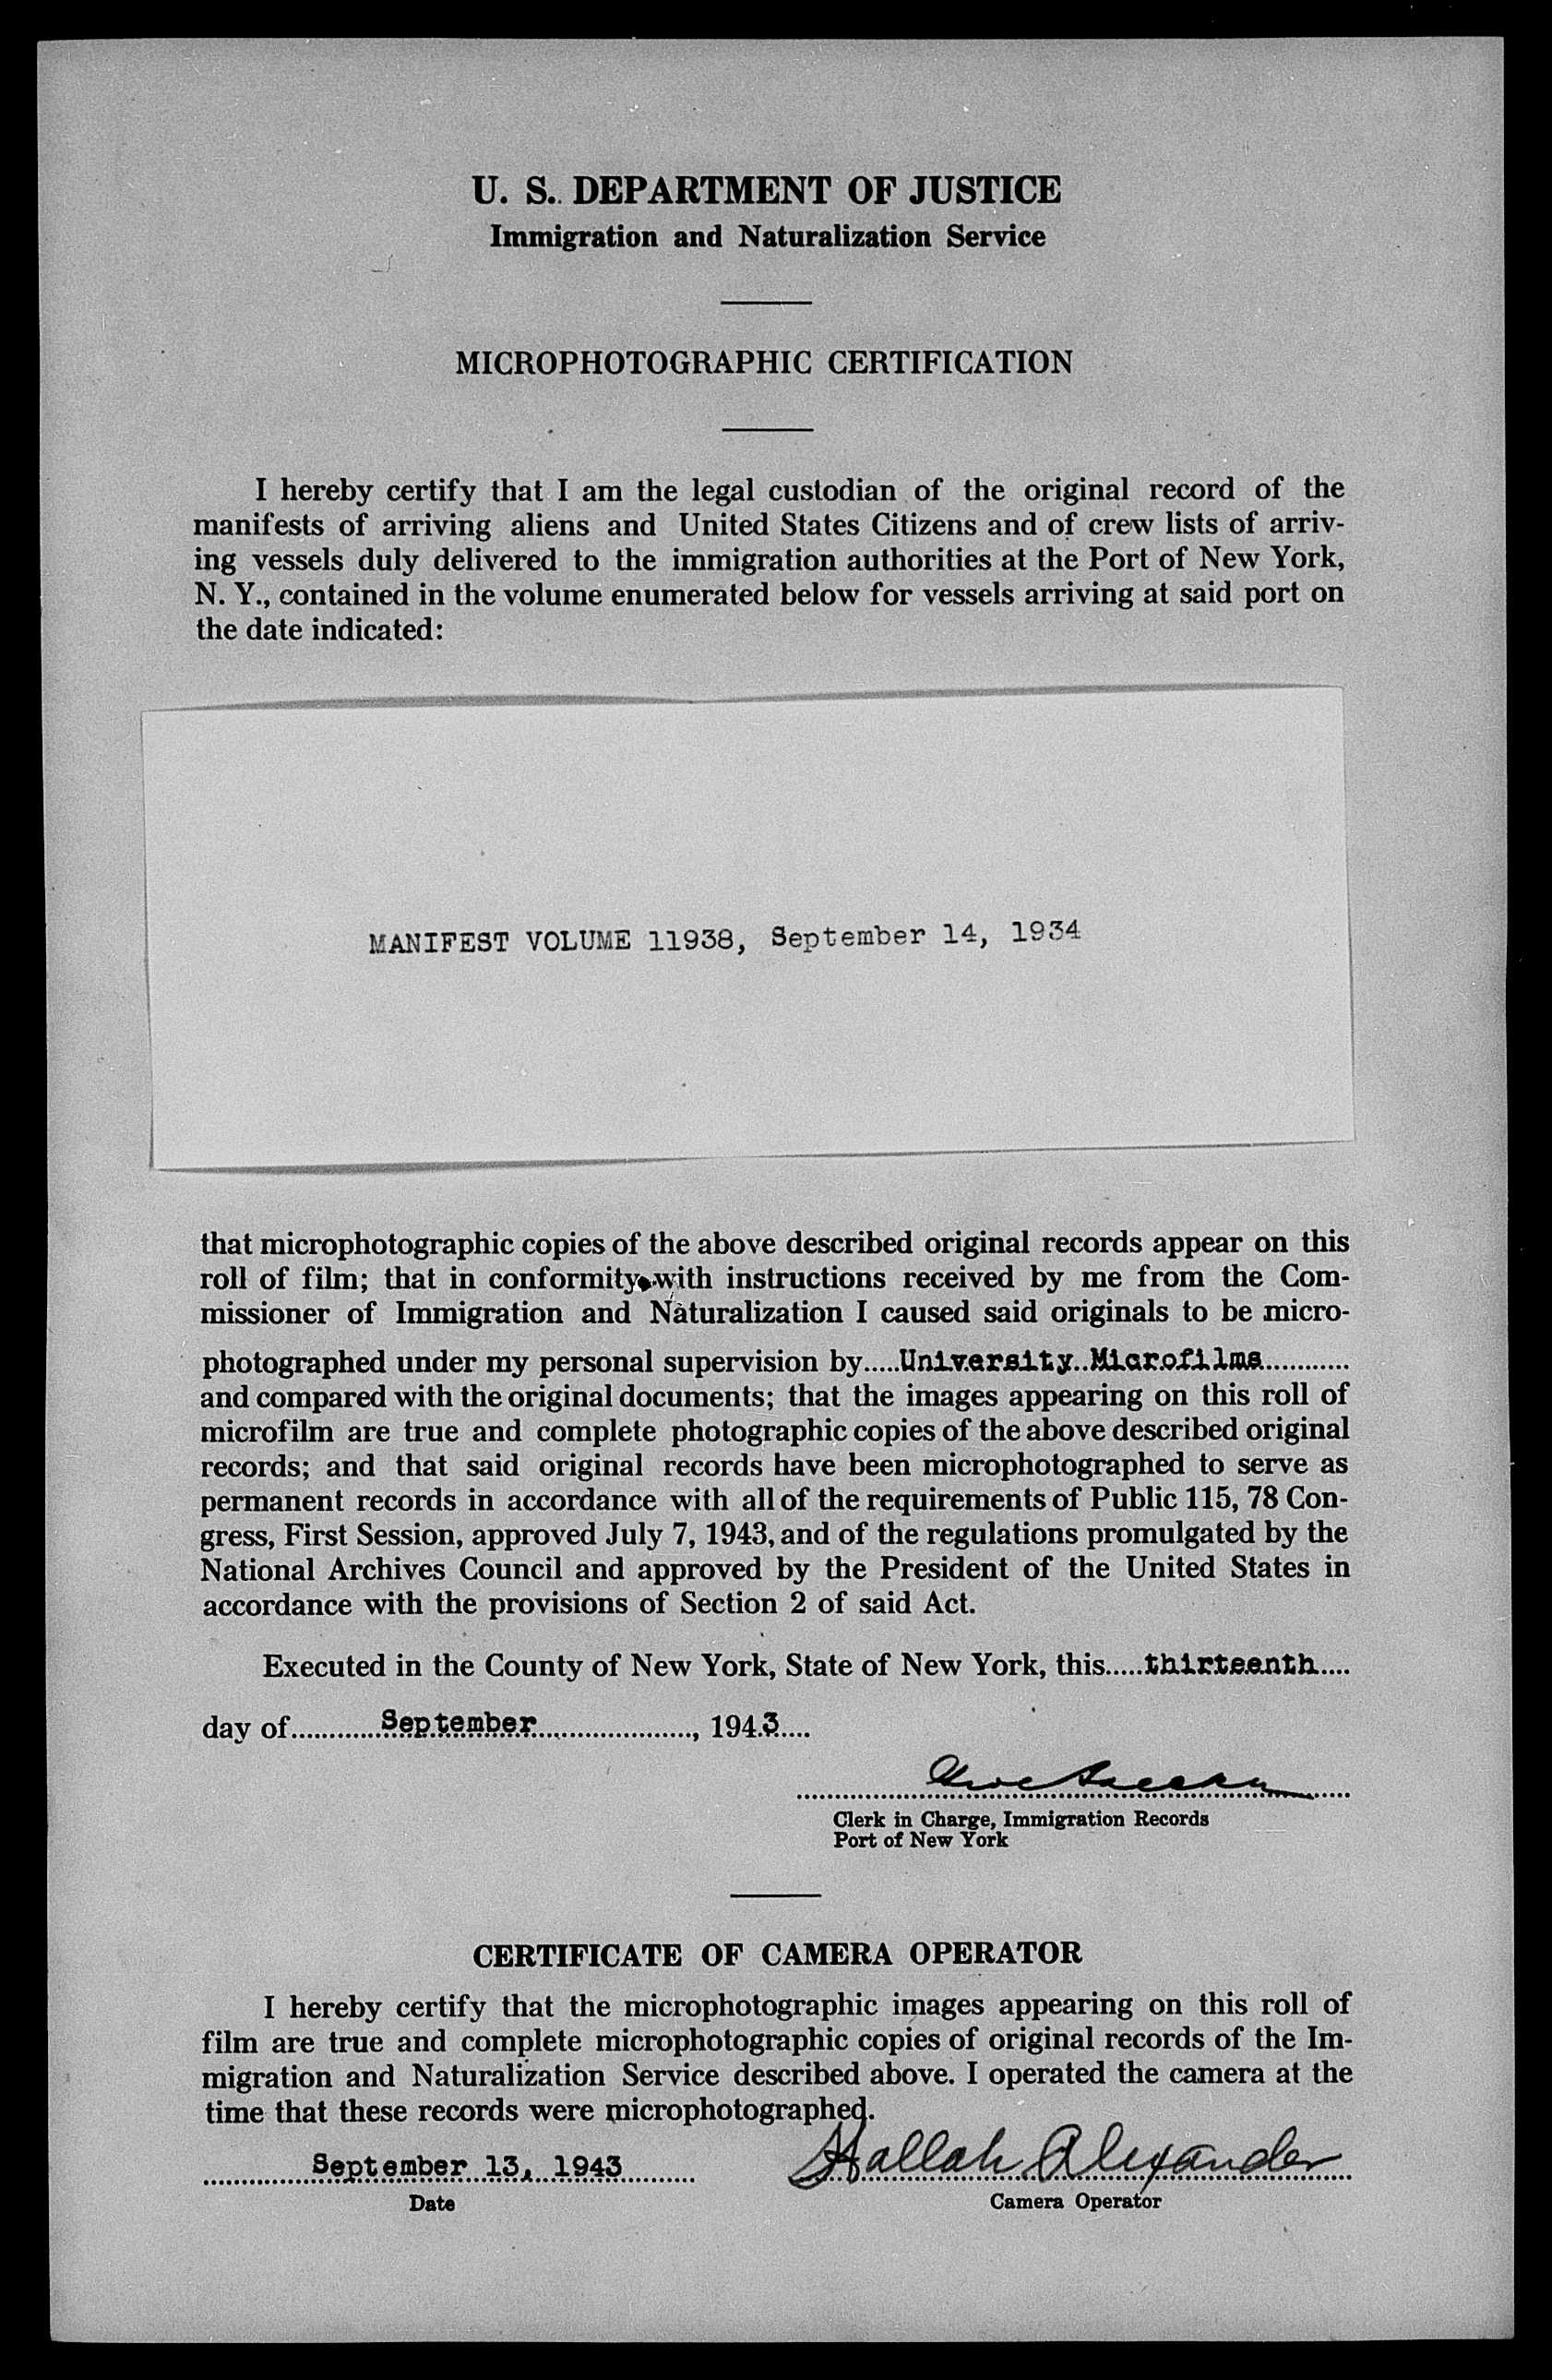 U. S. DEPARTMENT OF JUSTICE
Immigration and Naturalization Service
MICROPHOTOGRAPHIC CERTIFICATION
I hereby certify that I am the legal custodian of the original record of the
manifests of arriving aliens and United States Citizens and of crew lists of arriv-
ing vessels duly delivered to the immigration authorities at the Port of New York,
N. Y., contained in the volume enumerated below for vessels arriving at said port on
the date indicated:
MANIFEST VOLUME 11938, September 14, 1934
that microphotographic copies of the above described original records appear on this
roll of film; that in conformity with instructions received by me from the Com-
missioner of Immigration and Naturalization I caused said originals to be micro-
photographed under my personal supervision by.....University Microfilms...........
and compared with the original documents; that the images appearing on this roll of
microfilm are true and complete photographic copies of the above described original
records; and that said original records have been microphotographed to serve as
permanent records in accordance with all of the requirements of Public 115, 78 Con-
gress, First Session, approved July 7, 1943, and of the regulations promulgated by the
National Archives Council and approved by the President of the United States in
accordance with the provisions of Section 2 of said Act.
Executed in the County of New York, State of New York, this.....thirteenth....
day of............September...................., 1943....
Clerk in Charge, Immigration Records
Port of New York
CERTIFICATE OF CAMERA OPERATOR
I hereby certify that the microphotographic images appearing on this roll of
film are true and complete microphotographic copies of original records of the Im-
migration and Naturalization Service described above. I operated the camera at the
time that these records were microphotographed.
September 13, 1943 Hallah Alexander
Date Camera Operator